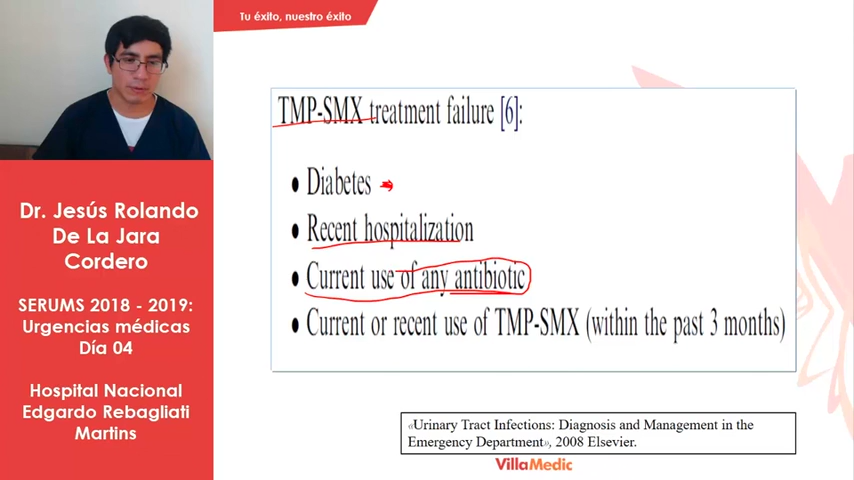 Tu éxito, nuestro éxito
TMP-SMX treatment failure [6]:
● Diabetes
● Recent hospitalization
● Current use of any antibiotic
● Current or recent use of TMP-SMX (within the past 3 months)
Dr. Jesús Rolando
De La Jara
Cordero
SERUMS 2018 - 2019:
Urgencias médicas
Día 04
Hospital Nacional
Edgardo Rebagliati
Martins
«Urinary Tract Infections: Diagnosis and Management in the
Emergency Department», 2008 Elsevier.
VillaMedic